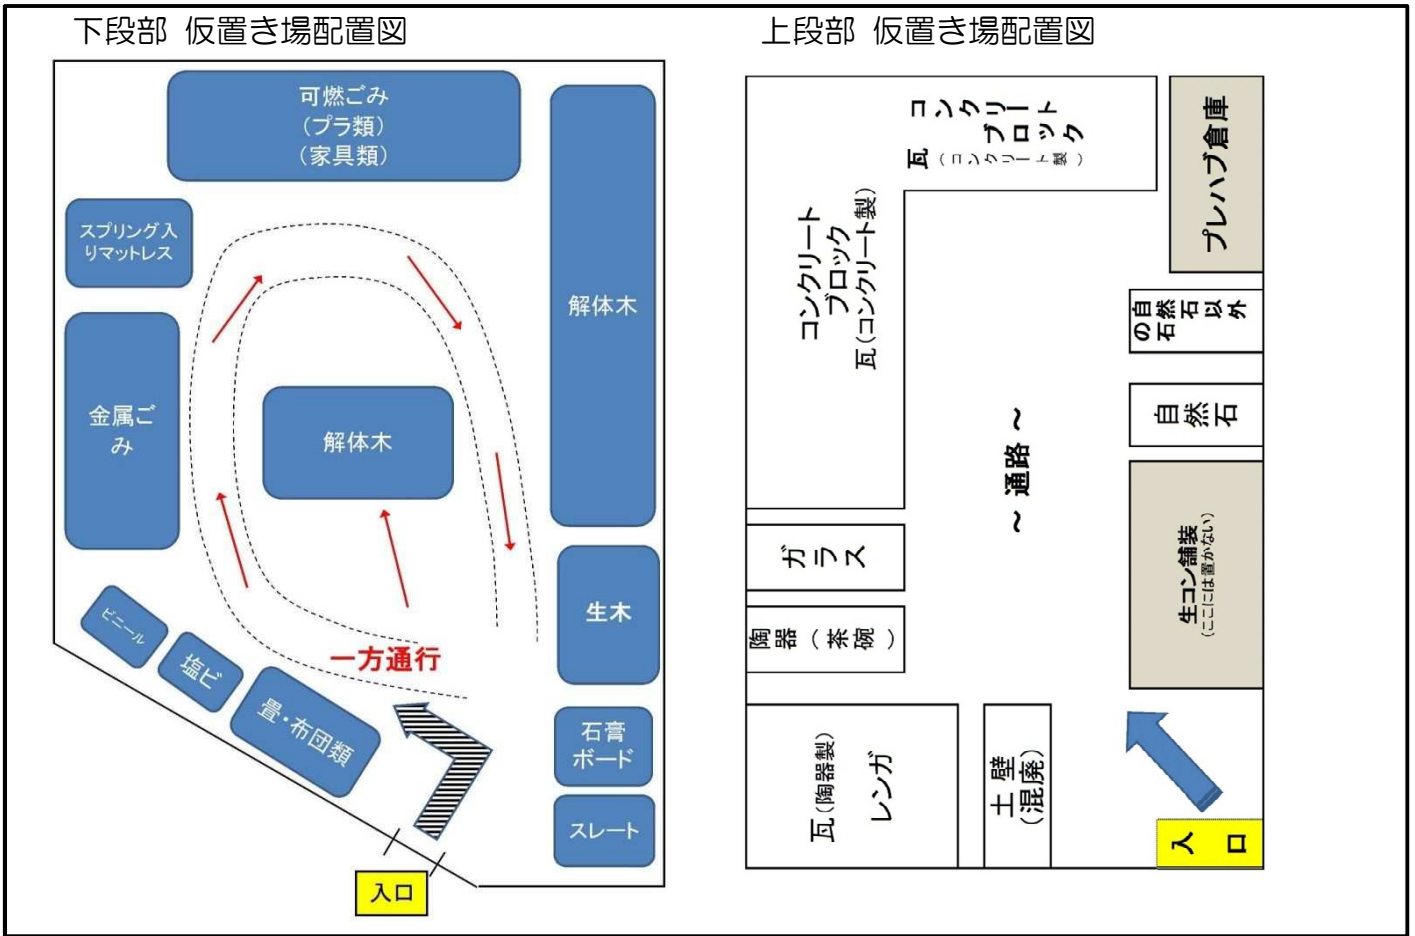 下段部 仮置き場配置図
可燃ごみ
（プラ類）
（家具類）
スプリング入
りマットレス
解体木
金属ご
み
解体木
ビニール
塩ビ
畳・布団類
一方通行
生木
石膏
ボード
スレート
入口
上段部 仮置き場配置図
コンクリート
ブロック
瓦（コンクリート製）
プレハブ倉庫
コンクリート
ブロック
瓦（コンクリート製）
自然石以外
の石
自然石
～ 通路 ～
ガラス
生コン舗装
（ここには置かない）
陶器（茶碗）
瓦（陶器製）
レンガ
土壁
（混廃）
入口